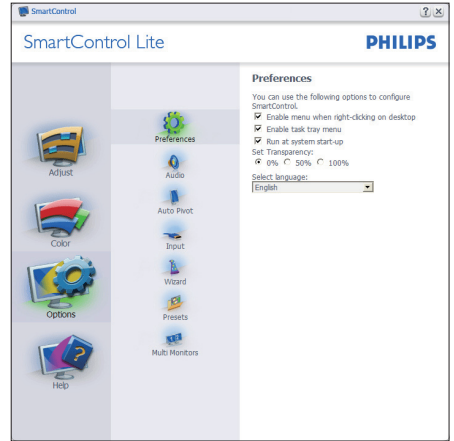 SmartControl
SmartControl Lite
PHILIPS
Adjust
Color
Options
Help
Preferences
Audio
Auto Pivot
Input
Wizard
Presets
Multi Monitors
Preferences
You can use the following options to configure
SmartControl.
Enable menu when right-clicking on desktop
Enable task tray menu
Run at system start-up
Set Transparency:
0% 50% 100%
Select language:
English